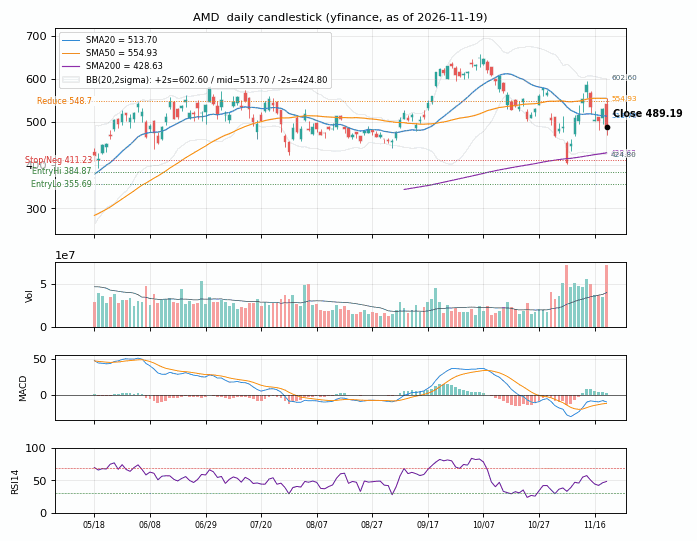 AMD daily candlestick (yfinance, as of 2026-11-19)
700
600
500
400
300
SMA20 = 513.70
SMA50 = 554.93
SMA200 = 428.63
BB(20,2sigma): +2s=602.60 / mid=513.70 / -2s=424.80
Reduce 548.7
Stop/Neg 411.23
EntryHi 384.87
EntryLo 355.69
602.60
554.93
Close 489.19
424.80
1e7
Vol
5
0
MACD
50
0
RSI14
100
50
0
05/18
06/08
06/29
07/20
08/07
08/27
09/17
10/07
10/27
11/16